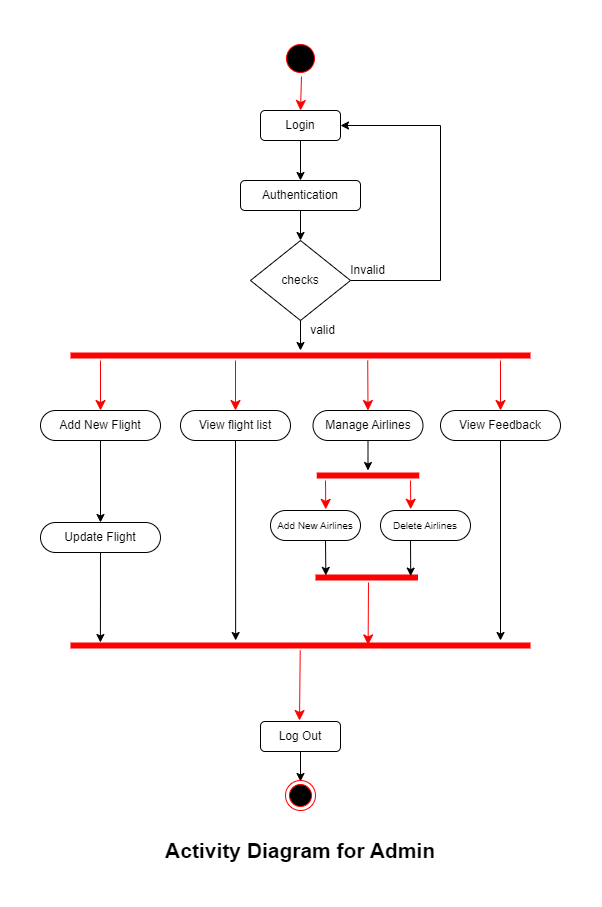 Login
Authentication
checks
Invalid
valid
Add New Flight
View flight list
Manage Airlines
View Feedback
Add New Airlines
Delete Airlines
Update Flight
Log Out
Activity Diagram for Admin